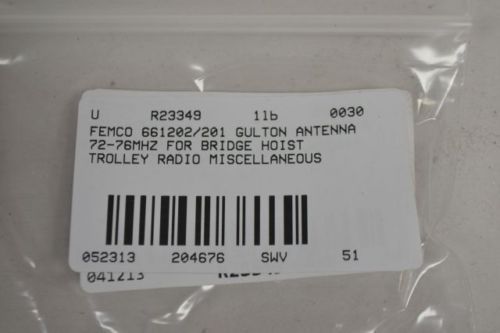 U R23349 1lb 0030
FEMCO 661202/201 GULTON ANTENNA
72-76MHZ FOR BRIDGE HOIST
TROLLEY RADIO MISCELLANEOUS
052313 204676 SWV 51
041213